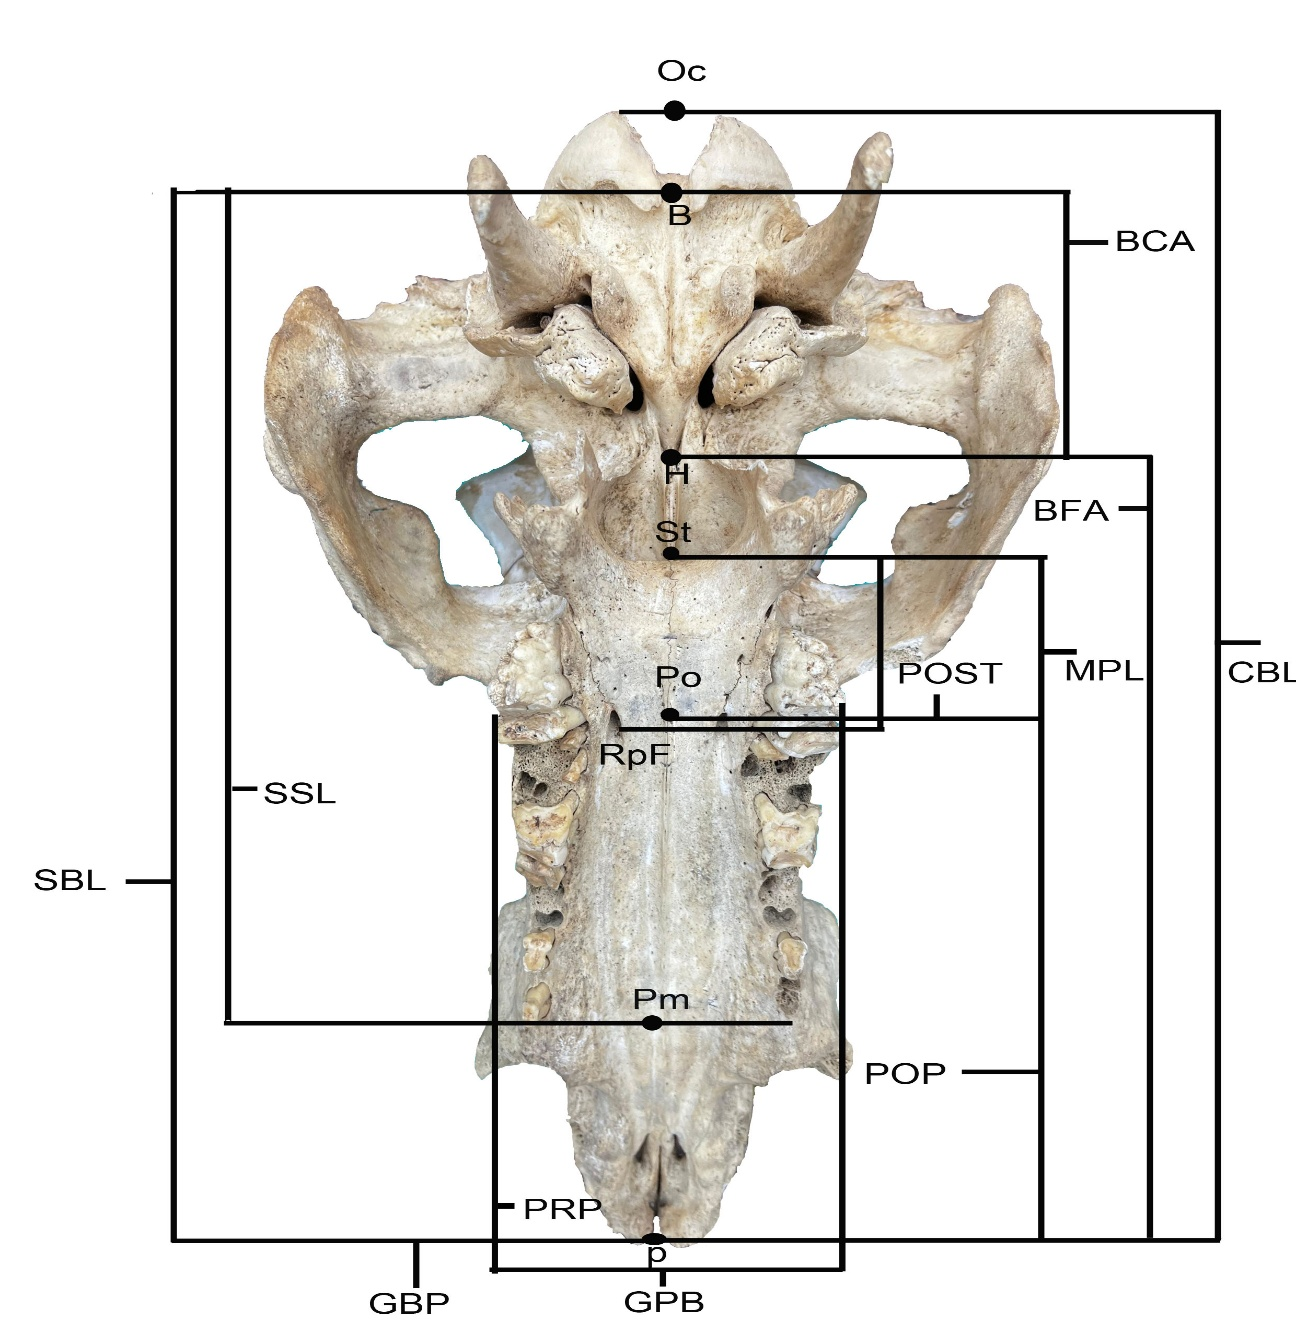 Oc
B
BCA
H
BFA
St
Po
POST
MPL
CBL
RpF
SSL
SBL
Pm
POP
PRP
p
GBP
GPB